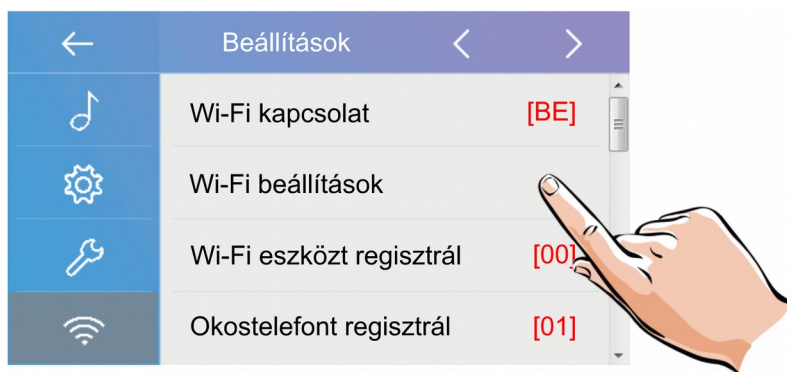 Beállítások
Wi-Fi kapcsolat [BE]
Wi-Fi beállítások
Wi-Fi eszközt regisztrál [00]
Okostelefont regisztrál [01]